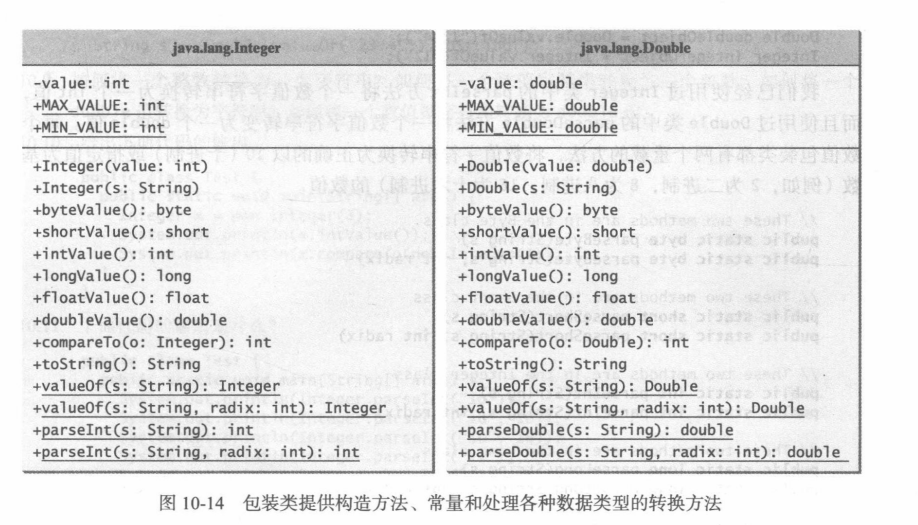 java.lang.Integer
-value: int
+MAX_VALUE: int
+MIN_VALUE: int
+Integer(value: int)
+Integer(s: String)
+byteValue(): byte
+shortValue(): short
+intValue(): int
+longValue(): long
+floatValue(): float
+doubleValue(): double
+compareTo(o: Integer): int
+toString(): String
+valueOf(s: String): Integer
+valueOf(s: String, radix: int): Integer
+parseInt(s: String): int
+parseInt(s: String, radix: int): int
java.lang.Double
-value: double
+MAX_VALUE: double
+MIN_VALUE: double
+Double(value: double)
+Double(s: String)
+byteValue(): byte
+shortValue(): short
+intValue(): int
+longValue(): long
+floatValue(): float
+doubleValue(): double
+compareTo(o: Double): int
+toString(): String
+valueOf(s: String): Double
+valueOf(s: String, radix: int): Double
+parseDouble(s: String): double
+parseDouble(s: String, radix: int): double
图 10-14 包装类提供构造方法、常量和处理各种数据类型的转换方法